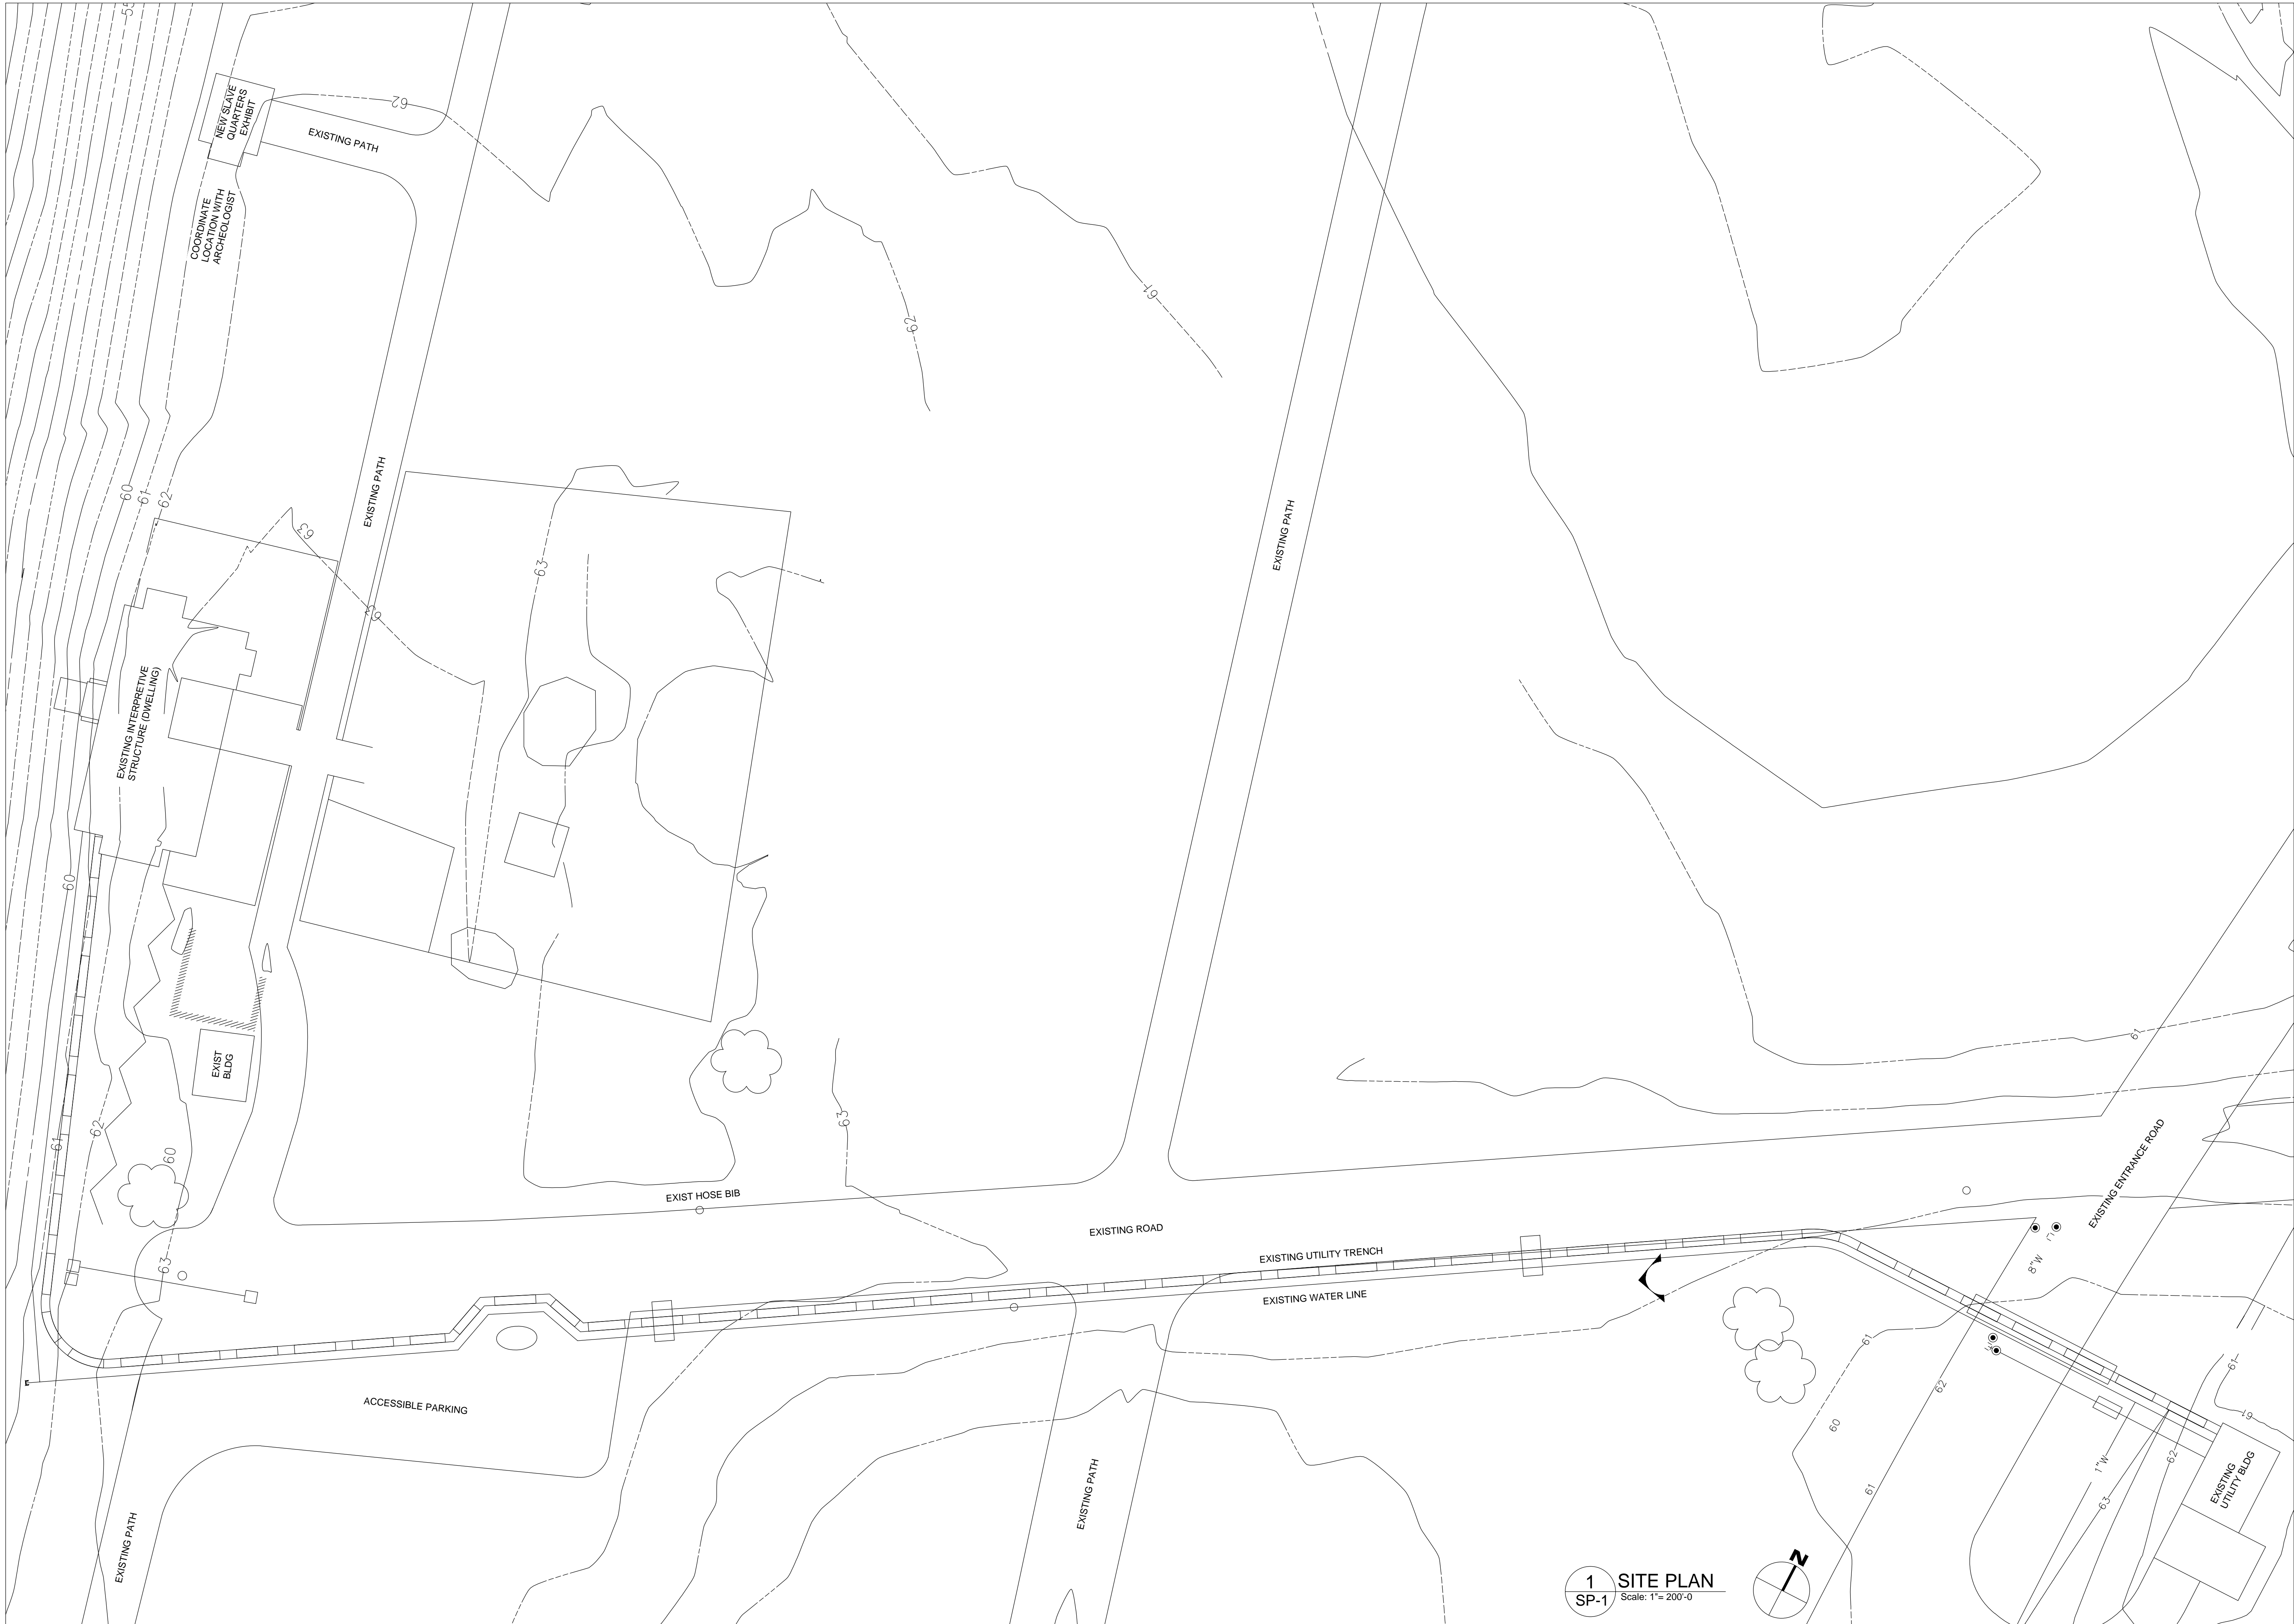 55
NEW SLAVE
QUARTERS
EXHIBIT
62
EXISTING PATH
COORDINATE
LOCATION WITH
ARCHEOLOGIST
61
62
60
61
62
EXISTING PATH
63
63
63
EXISTING PATH
EXISTING INTERPRETIVE
STRUCTURE (DWELLING)
60
EXIST
BLDG
61
62
60
63
63
61
EXIST HOSE BIB
EXISTING ROAD
EXISTING UTILITY TRENCH
EXISTING WATER LINE
EXISTING ENTRANCE ROAD
8"W
ACCESSIBLE PARKING
EXISTING PATH
EXISTING PATH
61
62
60
61
61
61
62
63
1"W
EXISTING
UTILITY BLDG
1
SP-1
SITE PLAN
Scale: 1"= 200'-0
N